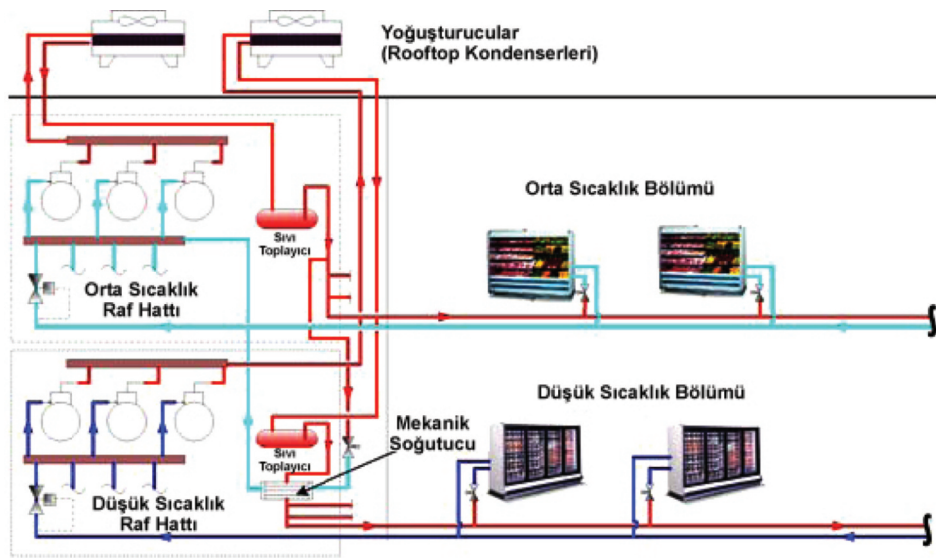 Yoğuşturucular
(Rooftop Kondenserleri)
Orta Sıcaklık Bölümü
Sıvı
Toplayıcı
Orta Sıcaklık
Raf Hattı
Düşük Sıcaklık Bölümü
Mekanik
Soğutucu
Sıvı
Toplayıcı
Düşük Sıcaklık
Raf Hattı